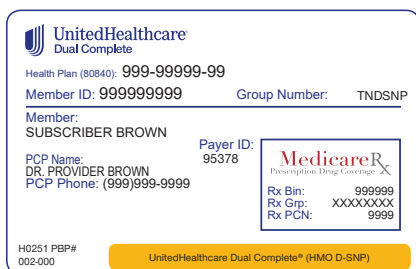 UnitedHealthcare®
Dual Complete
Health Plan (80840): 999-99999-99
Member ID: 999999999 Group Number: TNDSNP
Member:
SUBSCRIBER BROWN
Payer ID:
95378
PCP Name:
DR. PROVIDER BROWN
PCP Phone: (999)999-9999
MedicareRx
Prescription Drug Coverage
Rx Bin: 999999
Rx Grp: XXXXXXXX
Rx PCN: 9999
H0251 PBP#
002-000
UnitedHealthcare Dual Complete® (HMO D-SNP)